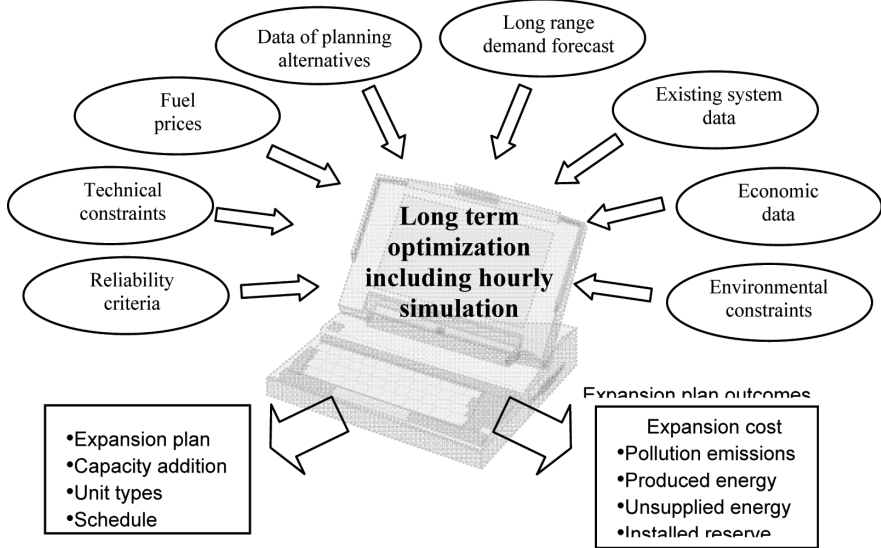 Long range
demand forecast
Data of planning
alternatives
Fuel
prices
Existing system
data
Technical
constraints
Economic
data
Reliability
criteria
Environmental
constraints
Long term
optimization
including hourly
simulation
•Expansion plan
•Capacity addition
•Unit types
•Schedule
Expansion plan outcomes
Expansion cost
•Pollution emissions
•Produced energy
•Unsupplied energy
•Installed reserve